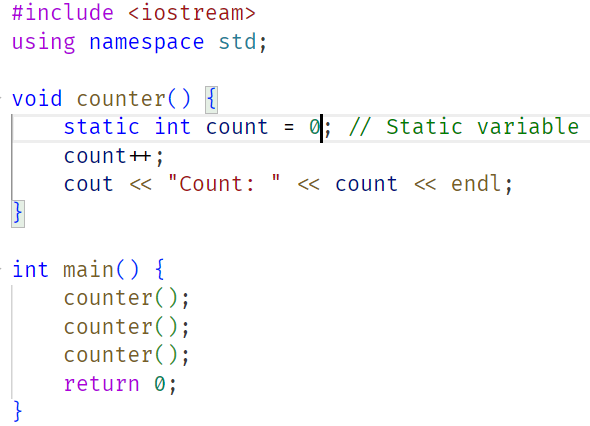 #include <iostream>
using namespace std;
void counter() {
static int count = 0; // Static variable
count++;
cout << "Count: " << count << endl;
}
int main() {
counter();
counter();
counter();
return 0;
}